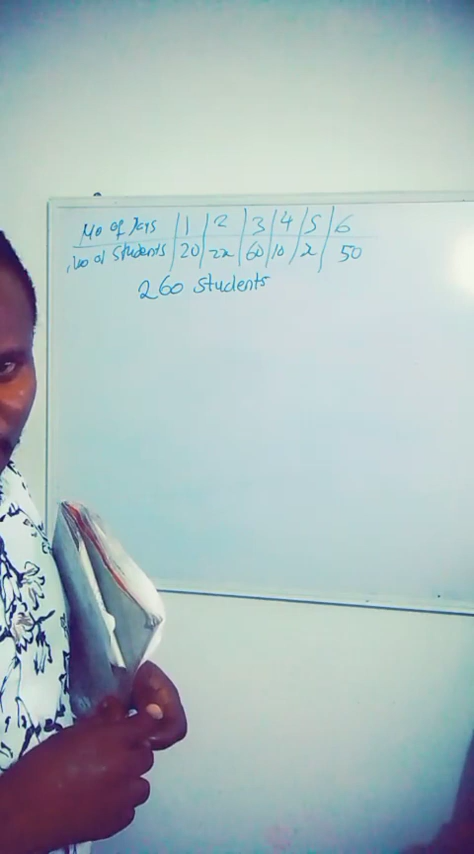 No of Days | 1 | 2 | 3 | 4 | 5 | 6
No of Students | 20 | 22 | 60 | 10 | 2 | 50
260 Students